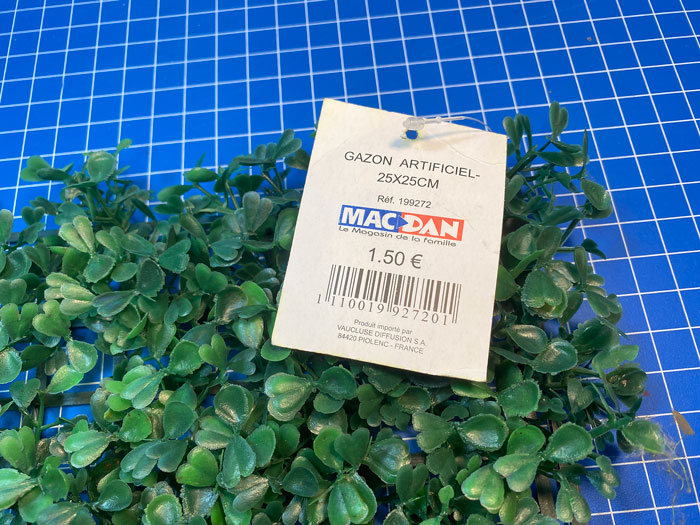 GAZON ARTIFICIEL-
25X25CM
Réf. 199272
MAC DAN
Le Magasin de la famille
1.50 €
1 110019 927201
Produit importé par
VAUCLUSE DIFFUSION S.A.
84420 PIOLENC - FRANCE